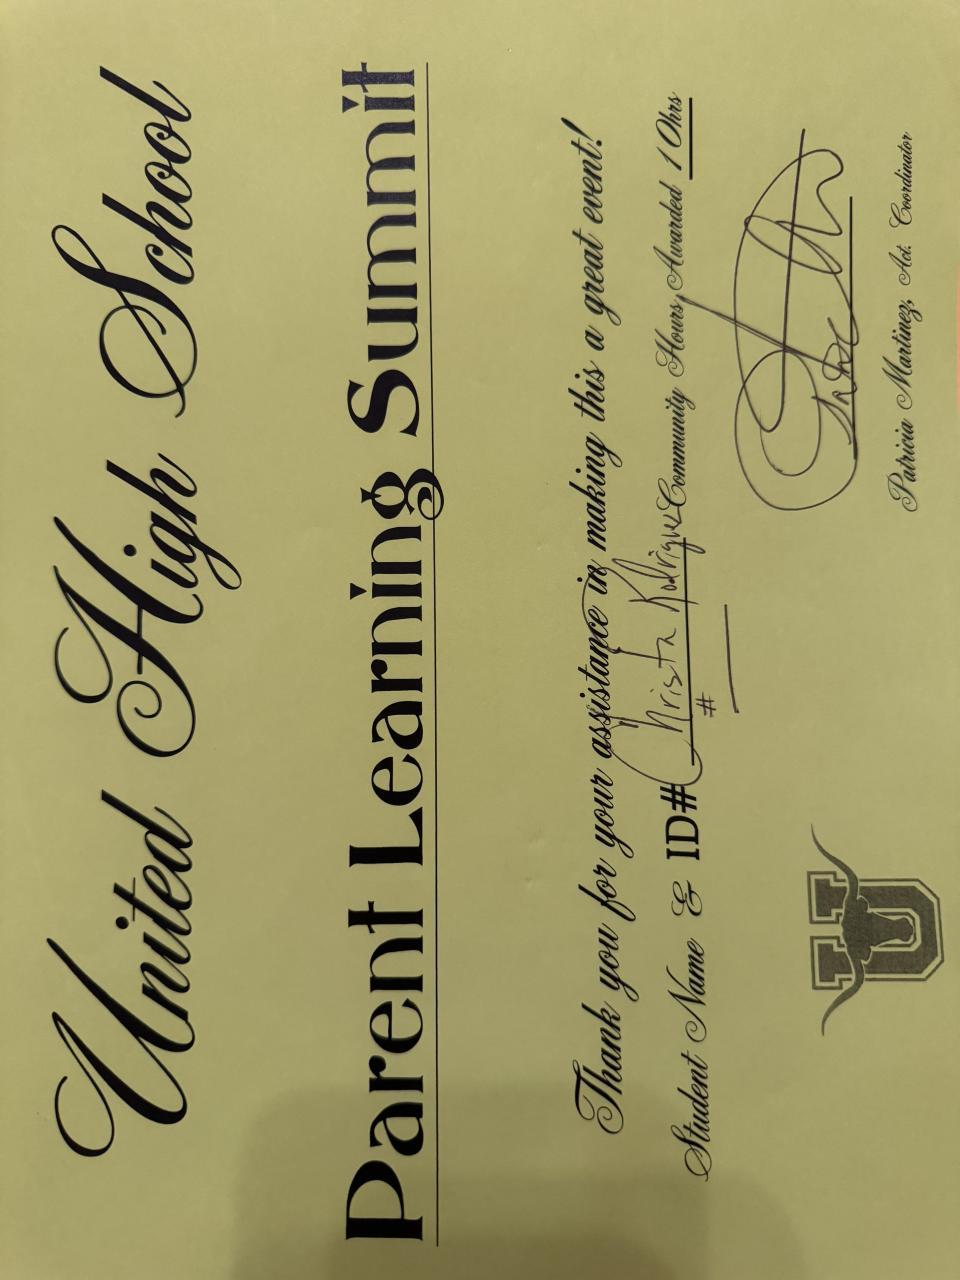 United High School
Parent Learning Summit
Thank you for your assistance in making this a great event!
Student Name & ID# Christa Rodriguez Community Hours Awarded 10hrs
#
Patricia Martinez, Act. Coordinator
U